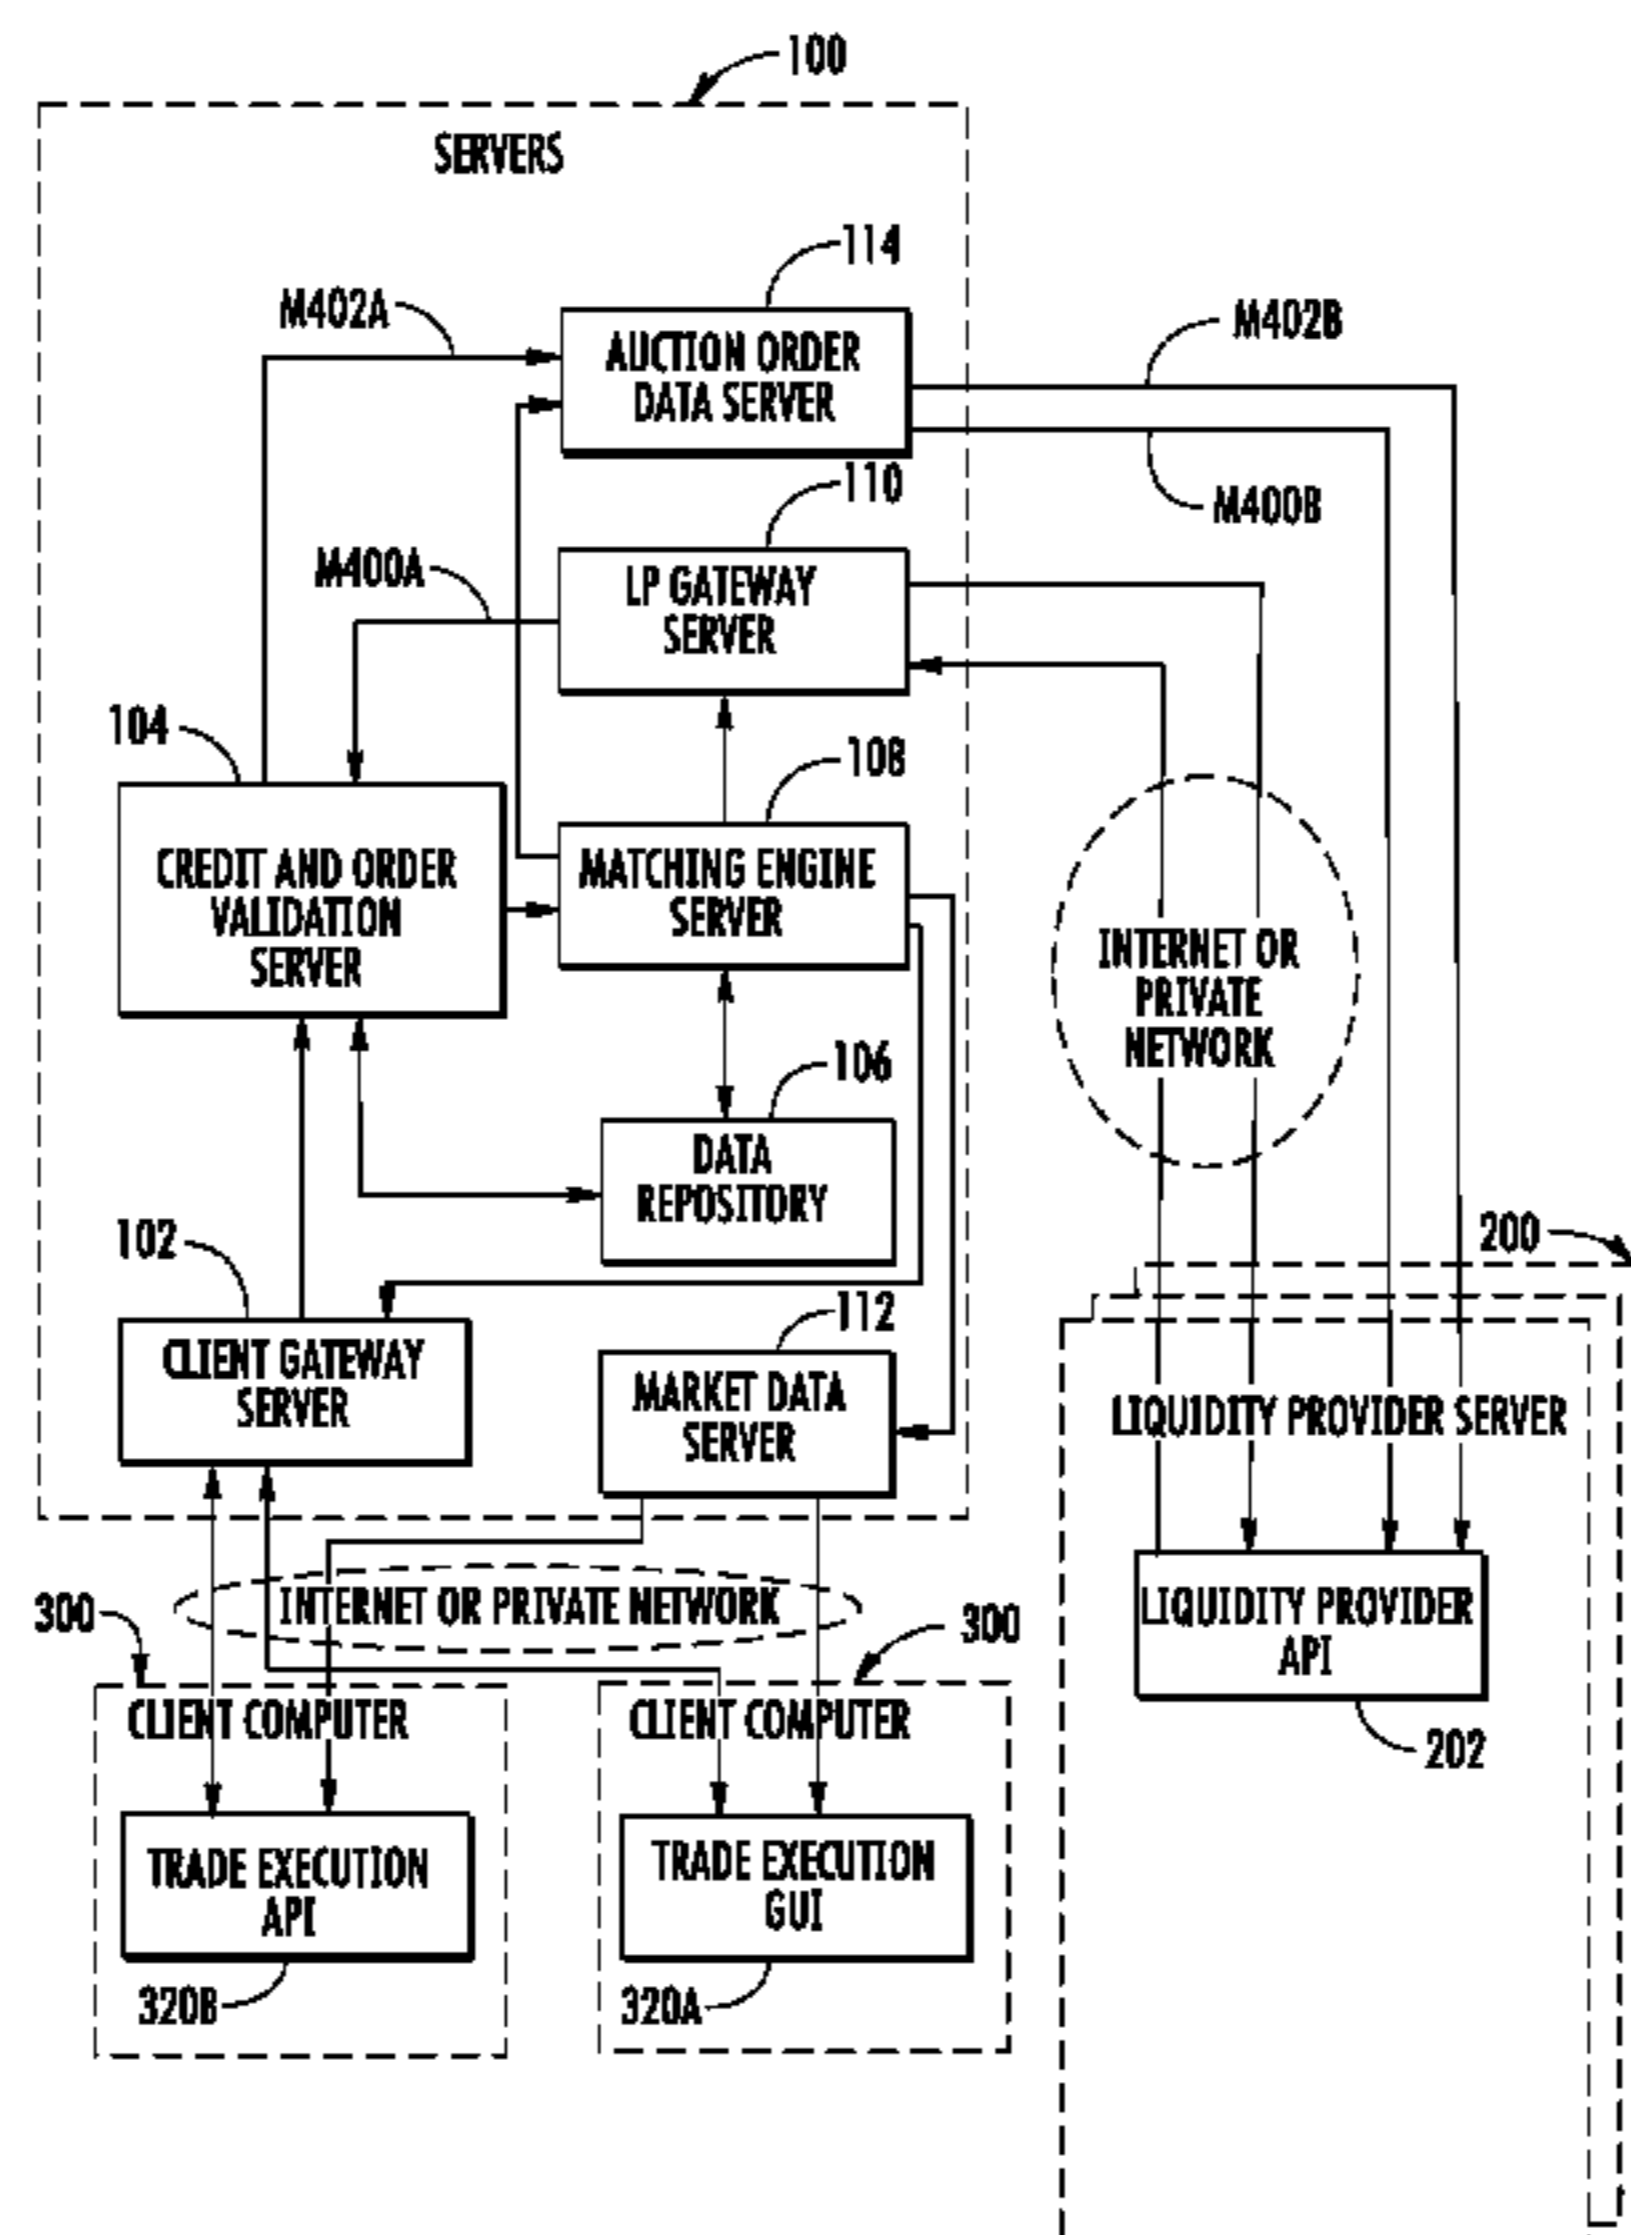 100
SERVERS
114
M402A
M402B
AUCTION ORDER
DATA SERVER
110
M400B
M400A
LP GATEWAY
SERVER
104
108
CREDIT AND ORDER
VALIDATION
SERVER
MATCHING ENGINE
SERVER
INTERNET OR
PRIVATE
NETWORK
106
DATA
REPOSITORY
102
200
112
CLIENT GATEWAY
SERVER
MARKET DATA
SERVER
LIQUIDITY PROVIDER SERVER
300
INTERNET OR PRIVATE NETWORK
300
LIQUIDITY PROVIDER
API
CLIENT COMPUTER
CLIENT COMPUTER
202
TRADE EXECUTION
API
TRADE EXECUTION
GUI
320B
320A